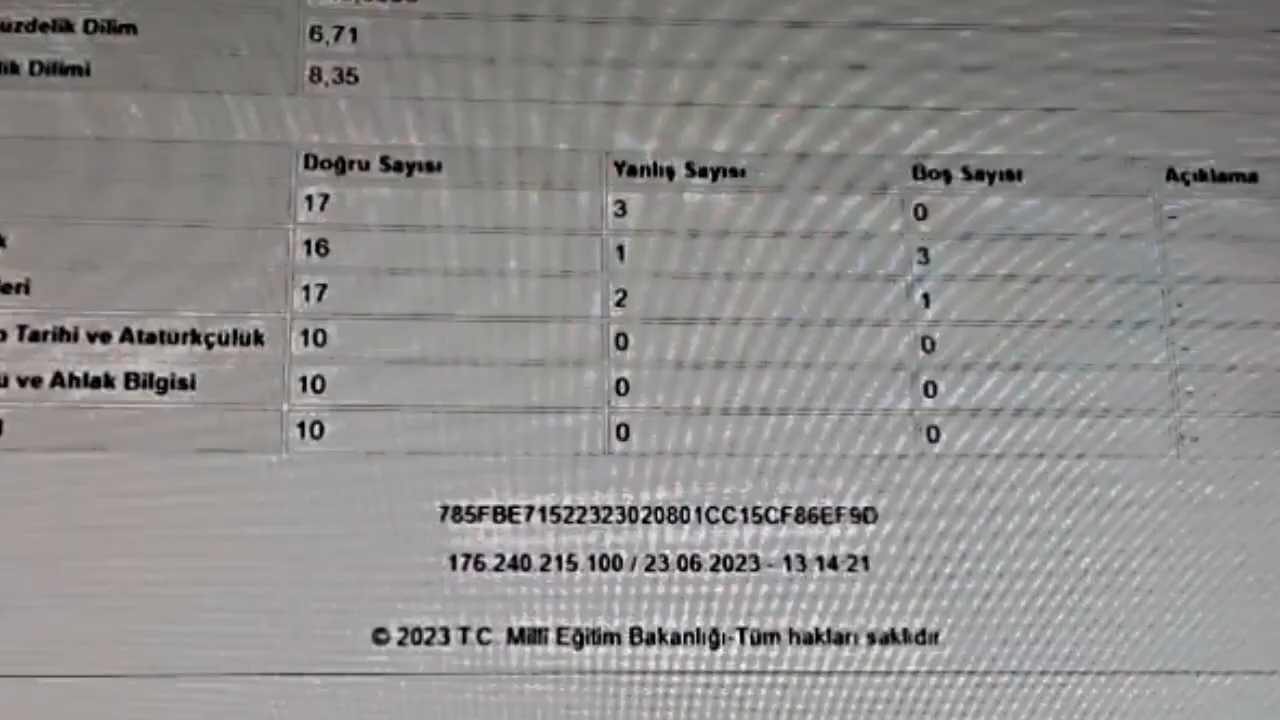 üzdelik Dilim 6,71
lik Dilimi 8,35
Doğru Sayısı Yanlış Sayısı Boş Sayısı Açıklama
17 3 0 -
k 16 1 3
eri 17 2 1 -
p Tarihi ve Atatürkçülük 10 0 0 -
ü ve Ahlak Bilgisi 10 0 0
10 0 0 -
785FBE71522323020801CC15CF86EF9D
176.240.215.100 / 23.06.2023 - 13:14:21
© 2023 T.C. Millî Eğitim Bakanlığı-Tüm hakları saklıdır